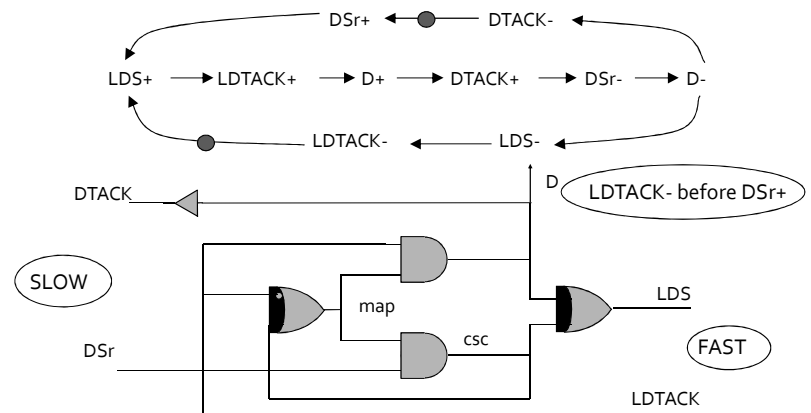 DSr+ DTACK-
LDS+ LDTACK+ D+ DTACK+ DSr- D-
LDTACK- LDS-
DTACK D LDTACK- before DSr+
SLOW map LDS
DSr csc FAST
LDTACK